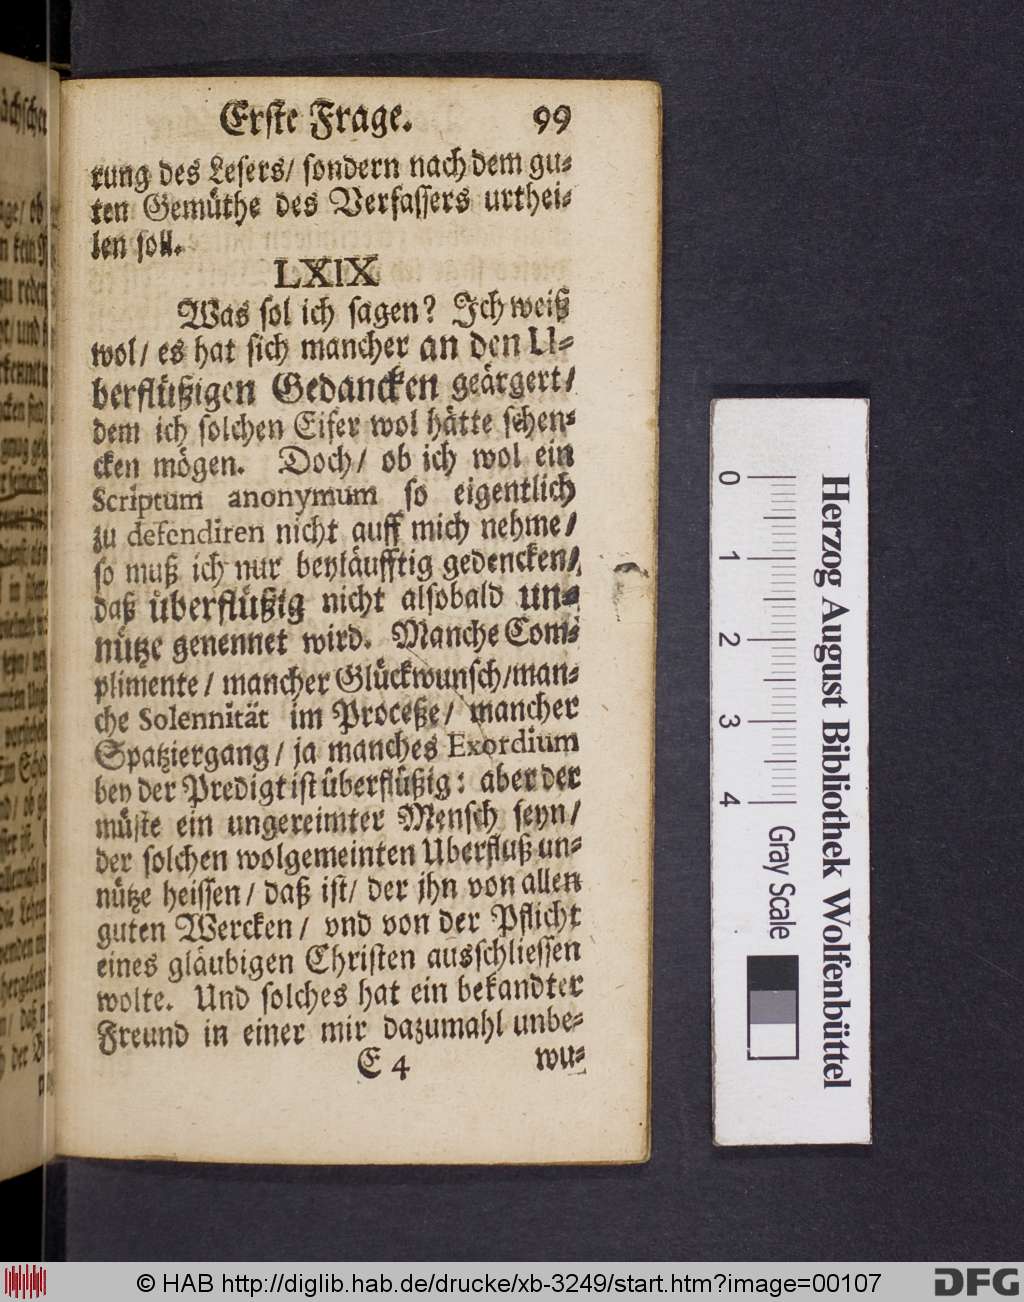 Erste Frage. 99
rung des Lesers/ sondern nach dem gu-
ten Gemüthe des Verfassers urthei-
len soll.
LXIX
Was sol ich sagen? Ich weiß
wol/ es hat sich mancher an den U-
berflüßigen Gedancken geärgert/
dem ich solchen Eifer wol hätte schen-
cken mögen. Doch/ ob ich wol ein
Scriptum anonymum so eigentlich
zu defendiren nicht auff mich nehme/
so muß ich nur beyläufftig gedencken/
daß überflüßig nicht alsobald un-
nütze genennet wird. Manche Com-
plimente/ mancher Glückwunsch/ man-
che Solennität im Proceße/ mancher
Spatziergang/ ja manches Exordium
bey der Predigt ist überflüßig: aber der
müste ein ungereimter Mensch seyn/
der solchen wolgemeinten Uberfluß un-
nütze heissen/ daß ist/ der jhn von allen
guten Wercken/ vnd von der Pflicht
eines gläubigen Christen ausschliessen
wolte. Und solches hat ein bekandter
Freund in einer mir dazumahl unbe-
E 4 wu-
Herzog August Bibliothek Wolfenbüttel
0 1 2 3 4 Gray Scale
© HAB http://diglib.hab.de/drucke/xb-3249/start.htm?image=00107
DFG